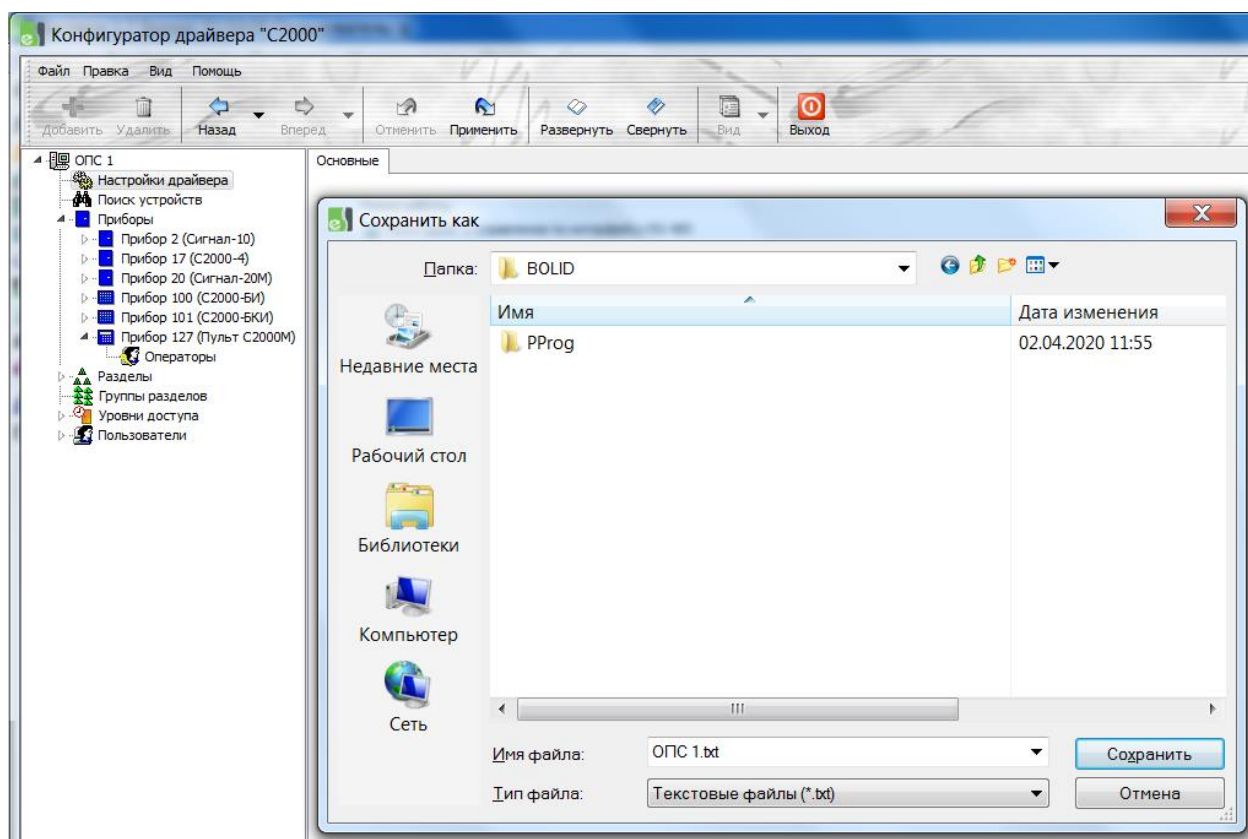 Конфигуратор драйвера "С2000"
Файл Правка Вид Помощь
Добавить Удалить Назад Вперед Отменить Применить Развернуть Свернуть Вид Выход
ОПС 1
Настройки драйвера
Поиск устройств
Приборы
Прибор 2 (Сигнал-10)
Прибор 17 (С2000-4)
Прибор 20 (Сигнал-20М)
Прибор 100 (С2000-БИ)
Прибор 101 (С2000-БКИ)
Прибор 127 (Пульт С2000М)
Операторы
Разделы
Группы разделов
Уровни доступа
Пользователи
Основные
Сохранить как
Папка: BOLID
Имя Дата изменения
PProg 02.04.2020 11:55
Недавние места
Рабочий стол
Библиотеки
Компьютер
Сеть
Имя файла: ОПС 1.txt Сохранить
Тип файла: Текстовые файлы (*.txt) Отмена